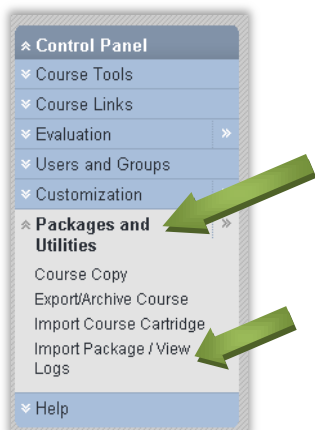 Control Panel
Course Tools
Course Links
Evaluation
Users and Groups
Customization
Packages and
Utilities
Course Copy
Export/Archive Course
Import Course Cartridge
Import Package / View
Logs
Help